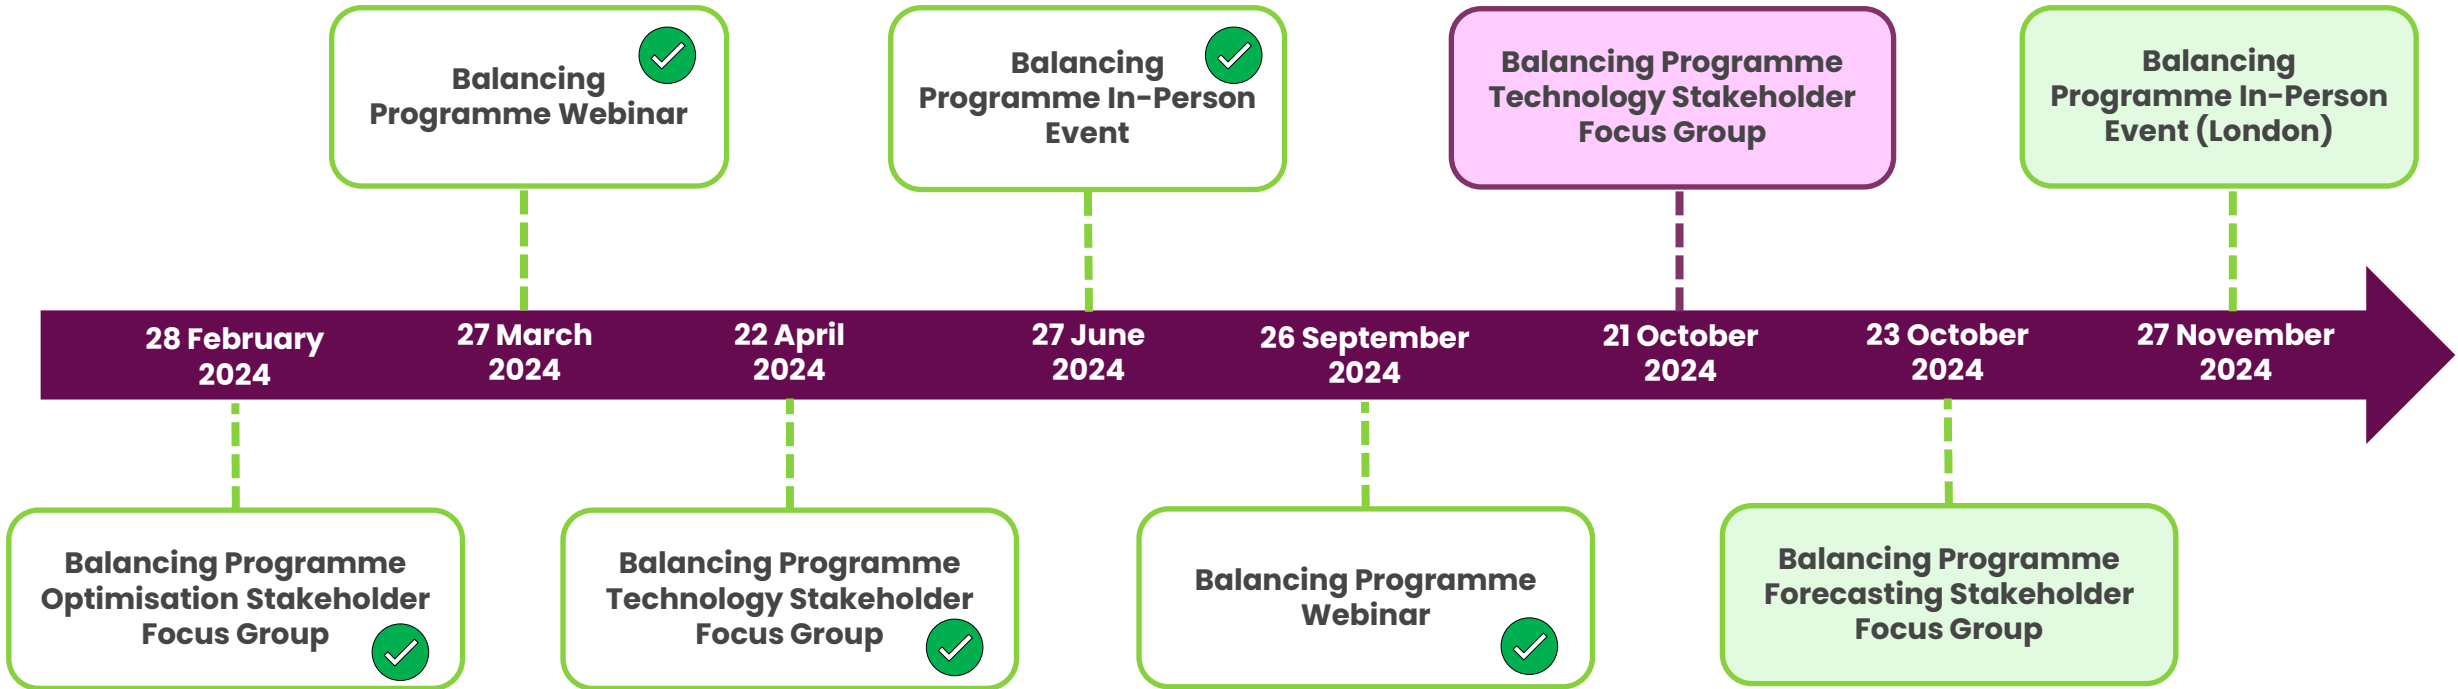 Balancing
Programme Webinar
Balancing
Programme In-Person
Event
Balancing Programme
Technology Stakeholder
Focus Group
Balancing
Programme In-Person
Event (London)
28 February
2024
27 March
2024
22 April
2024
27 June
2024
26 September
2024
21 October
2024
23 October
2024
27 November
2024
Balancing Programme
Optimisation Stakeholder
Focus Group
Balancing Programme
Technology Stakeholder
Focus Group
Balancing Programme
Webinar
Balancing Programme
Forecasting Stakeholder
Focus Group